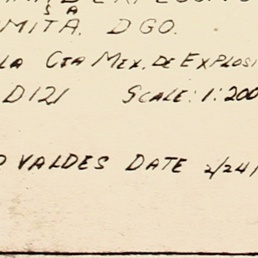 S A
MITA. DGO.
LA CIA MEX. DE EXPLOSI
D121 SCALE: 1:200
VALDES DATE 2/24/